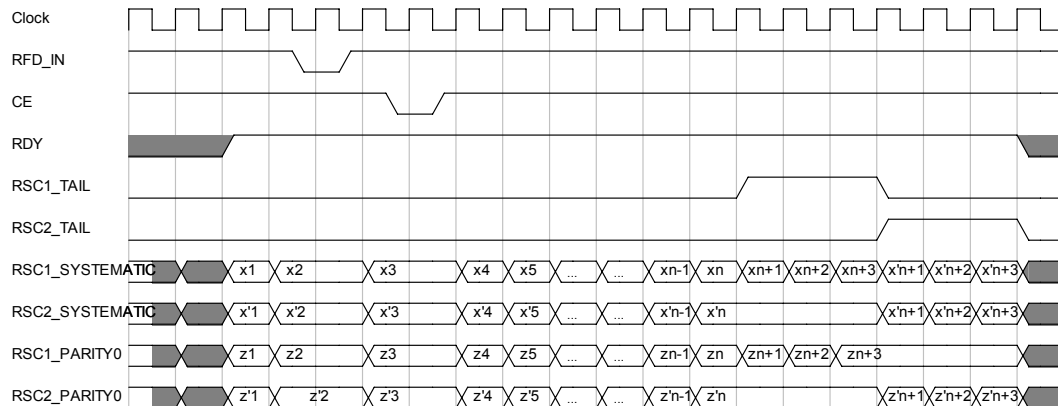 Clock
RFD_IN
CE
RDY
RSC1_TAIL
RSC2_TAIL
RSC1_SYSTEMATIC x1 x2 x3 x4 x5 ... ... xn-1 xn xn+1 xn+2 xn+3 x'n+1 x'n+2 x'n+3
RSC2_SYSTEMATIC x'1 x'2 x'3 x'4 x'5 ... ... x'n-1 x'n x'n+1 x'n+2 x'n+3
RSC1_PARITY0 z1 z2 z3 z4 z5 ... ... zn-1 zn zn+1 zn+2 zn+3
RSC2_PARITY0 z'1 z'2 z'3 z'4 z'5 ... ... z'n-1 z'n z'n+1 z'n+2 z'n+3